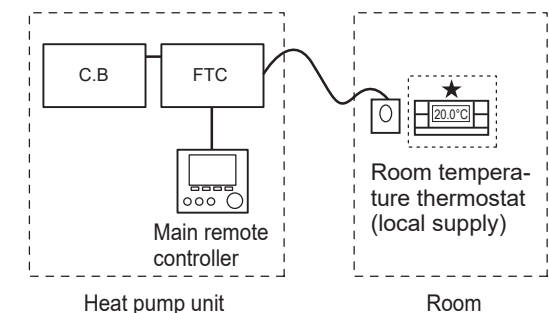 C.B
FTC
20.0°C
Room tempera-
ture thermostat
(local supply)
Main remote
controller
Heat pump unit
Room